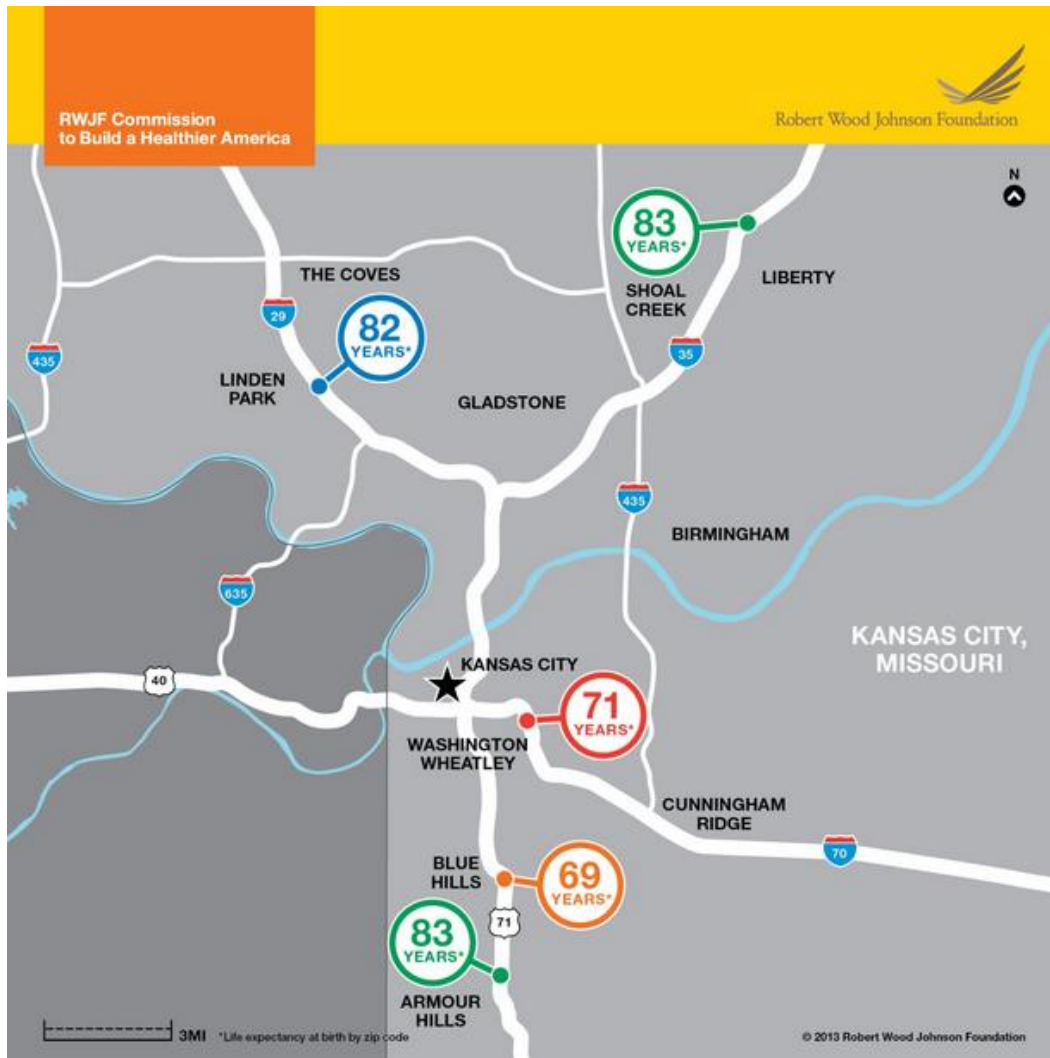 RWJF Commission
to Build a Healthier America
Robert Wood Johnson Foundation
N
83
YEARS*
SHOAL
CREEK
LIBERTY
THE COVES
29
82
YEARS*
435
35
LINDEN
PARK
GLADSTONE
435
BIRMINGHAM
635
KANSAS CITY,
MISSOURI
40
KANSAS CITY
71
YEARS*
WASHINGTON
WHEATLEY
CUNNINGHAM
RIDGE
70
BLUE
HILLS
69
YEARS*
71
83
YEARS*
ARMOUR
HILLS
3MI *Life expectancy at birth by zip code
© 2013 Robert Wood Johnson Foundation